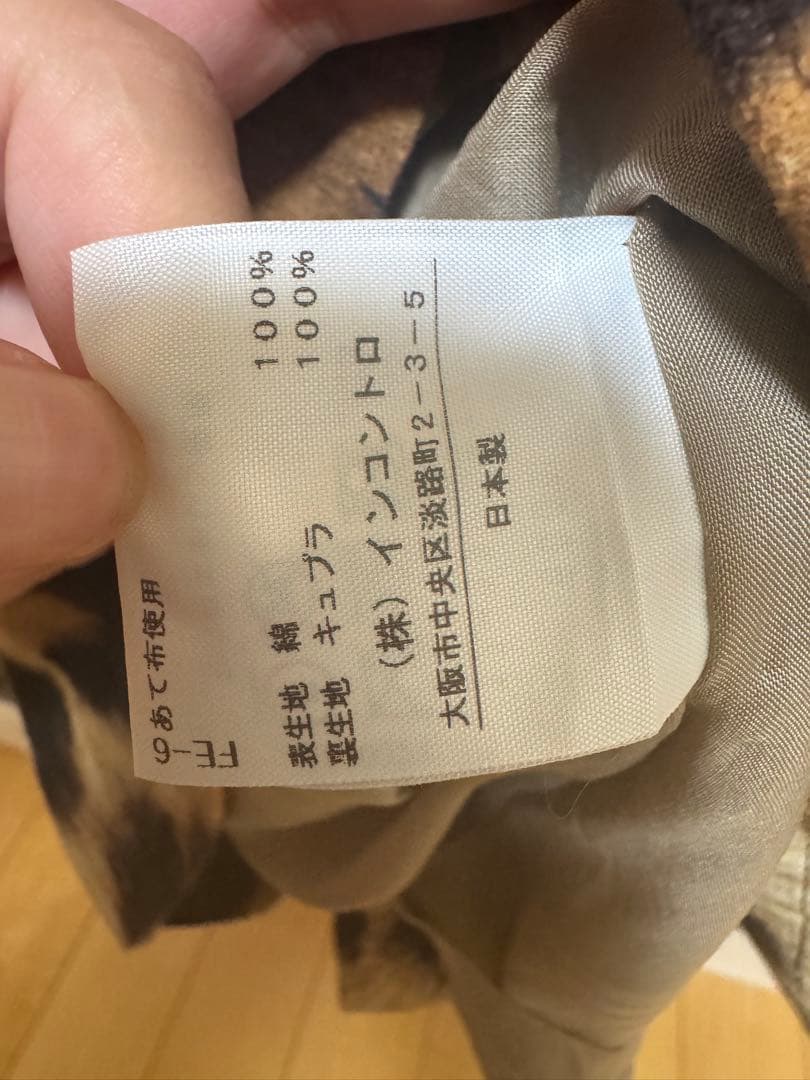 あて布使用
表生地 綿 100%
裏生地 キュプラ 100%
(株)インコントロ
大阪市中央区淡路町2-3-5
日本製